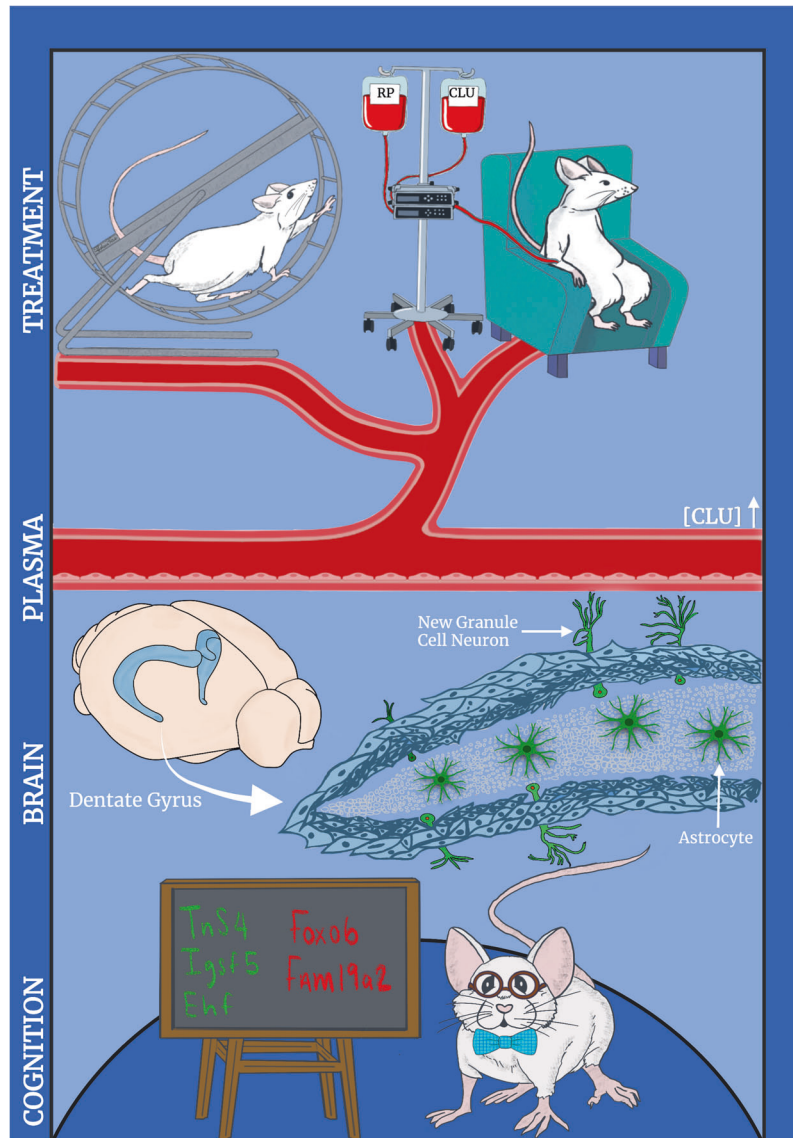 TREATMENT
RP
CLU
PLASMA
[CLU]
BRAIN
New Granule
Cell Neuron
Dentate Gyrus
Astrocyte
COGNITION
TnS4
Igsf5
Ehf
Foxo6
Fam19a2